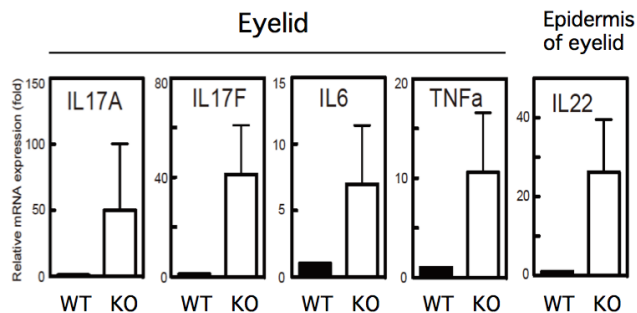 Eyelid
Epidermis
of eyelid
Relative mRNA expression (fold)
150
100
50
0
IL17A
WT KO
80
40
0
IL17F
WT KO
15
10
5
0
IL6
WT KO
20
10
0
TNFa
WT KO
40
20
0
IL22
WT KO